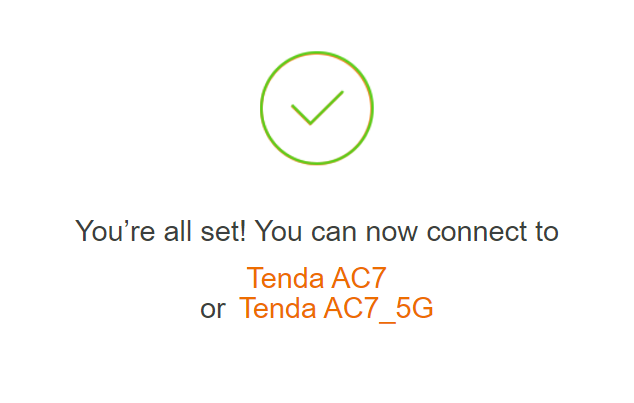 You’re all set! You can now connect to
Tenda AC7
or Tenda AC7_5G